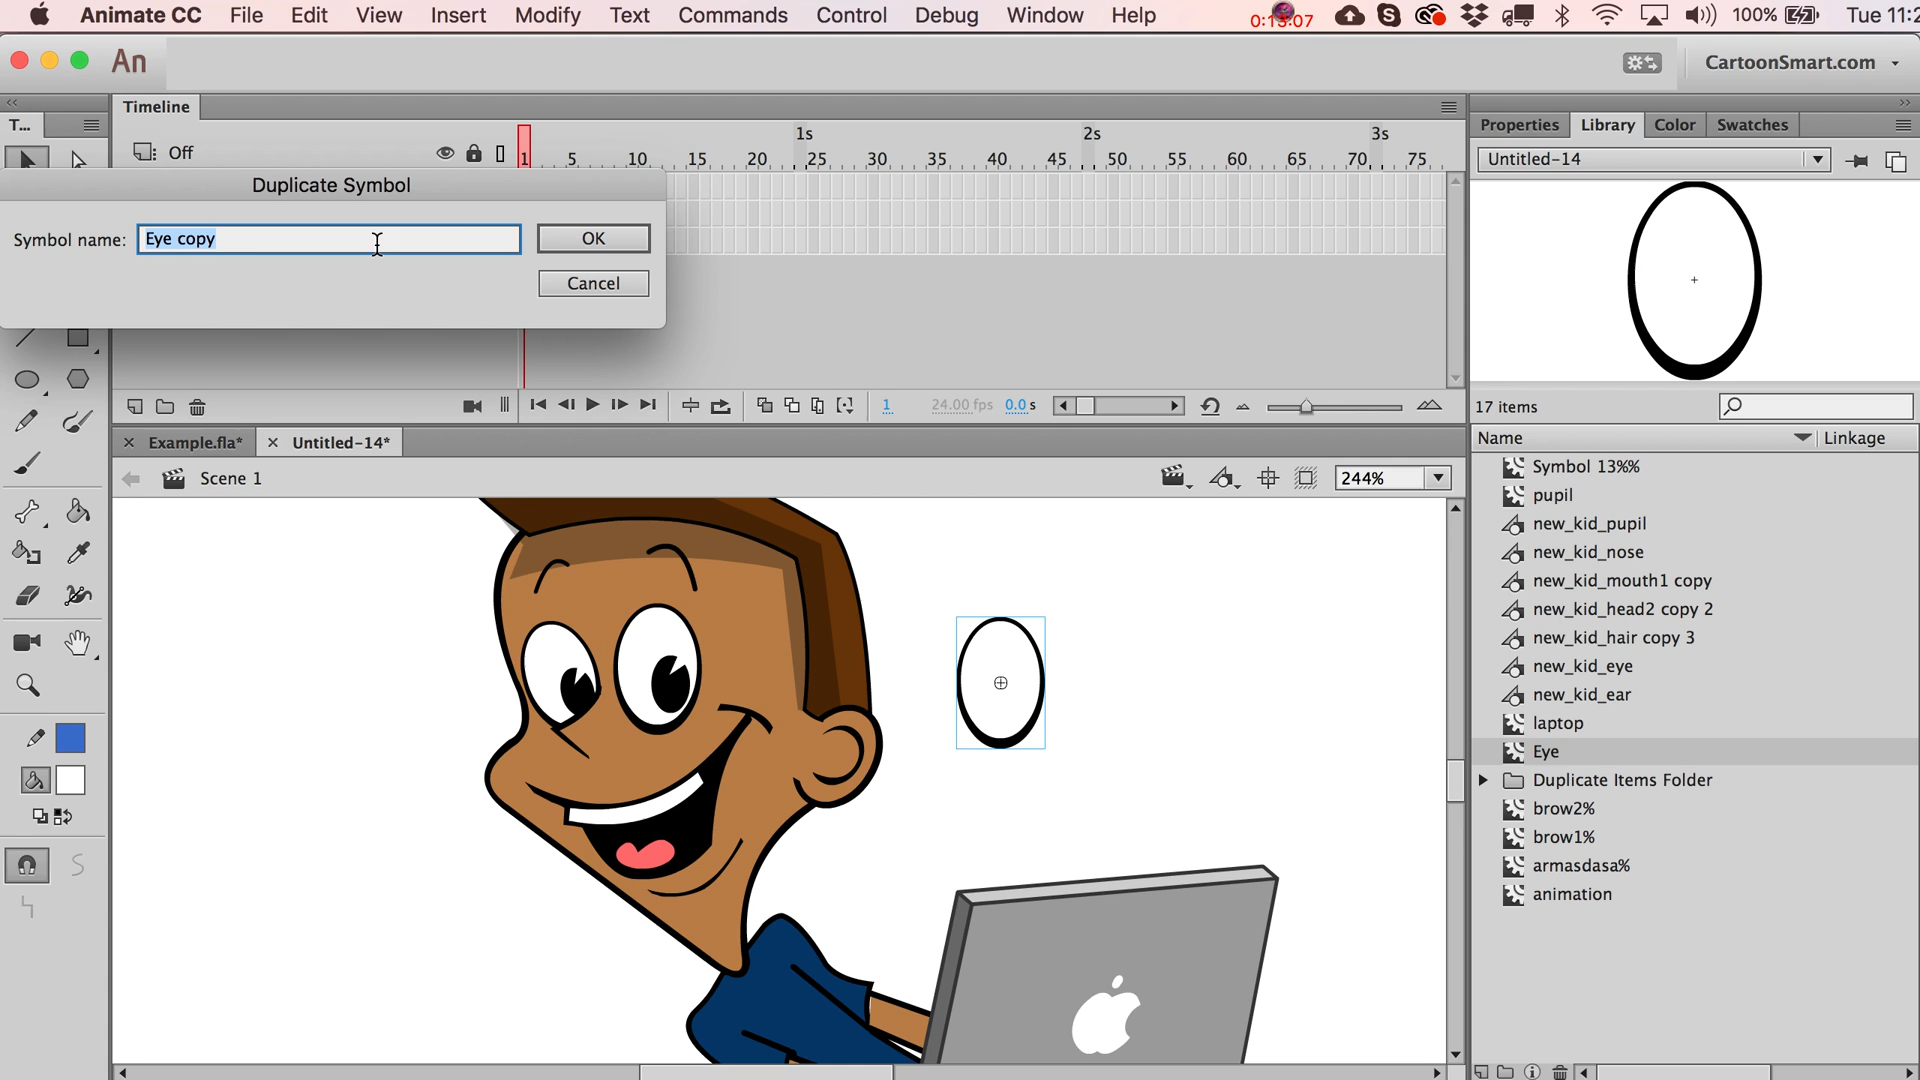 Animate CC File Edit View Insert Modify Text Commands Control Debug Window Help 0:13:07 100% Tue 11:2
An CartoonSmart.com
Timeline
T...
Properties Library Color Swatches
Off
1s 2s 3s
1 5 10 15 20 25 30 35 40 45 50 55 60 65 70 75
Untitled-14
Duplicate Symbol
Symbol name: Eye copy OK
Cancel
1 24.00 fps 0.0 s
17 items
Example.fla* Untitled-14*
Name Linkage
Scene 1 244%
Symbol 13%%
pupil
new_kid_pupil
new_kid_nose
new_kid_mouth1 copy
new_kid_head2 copy 2
new_kid_hair copy 3
new_kid_eye
new_kid_ear
laptop
Eye
Duplicate Items Folder
brow2%
brow1%
armasdasa%
animation